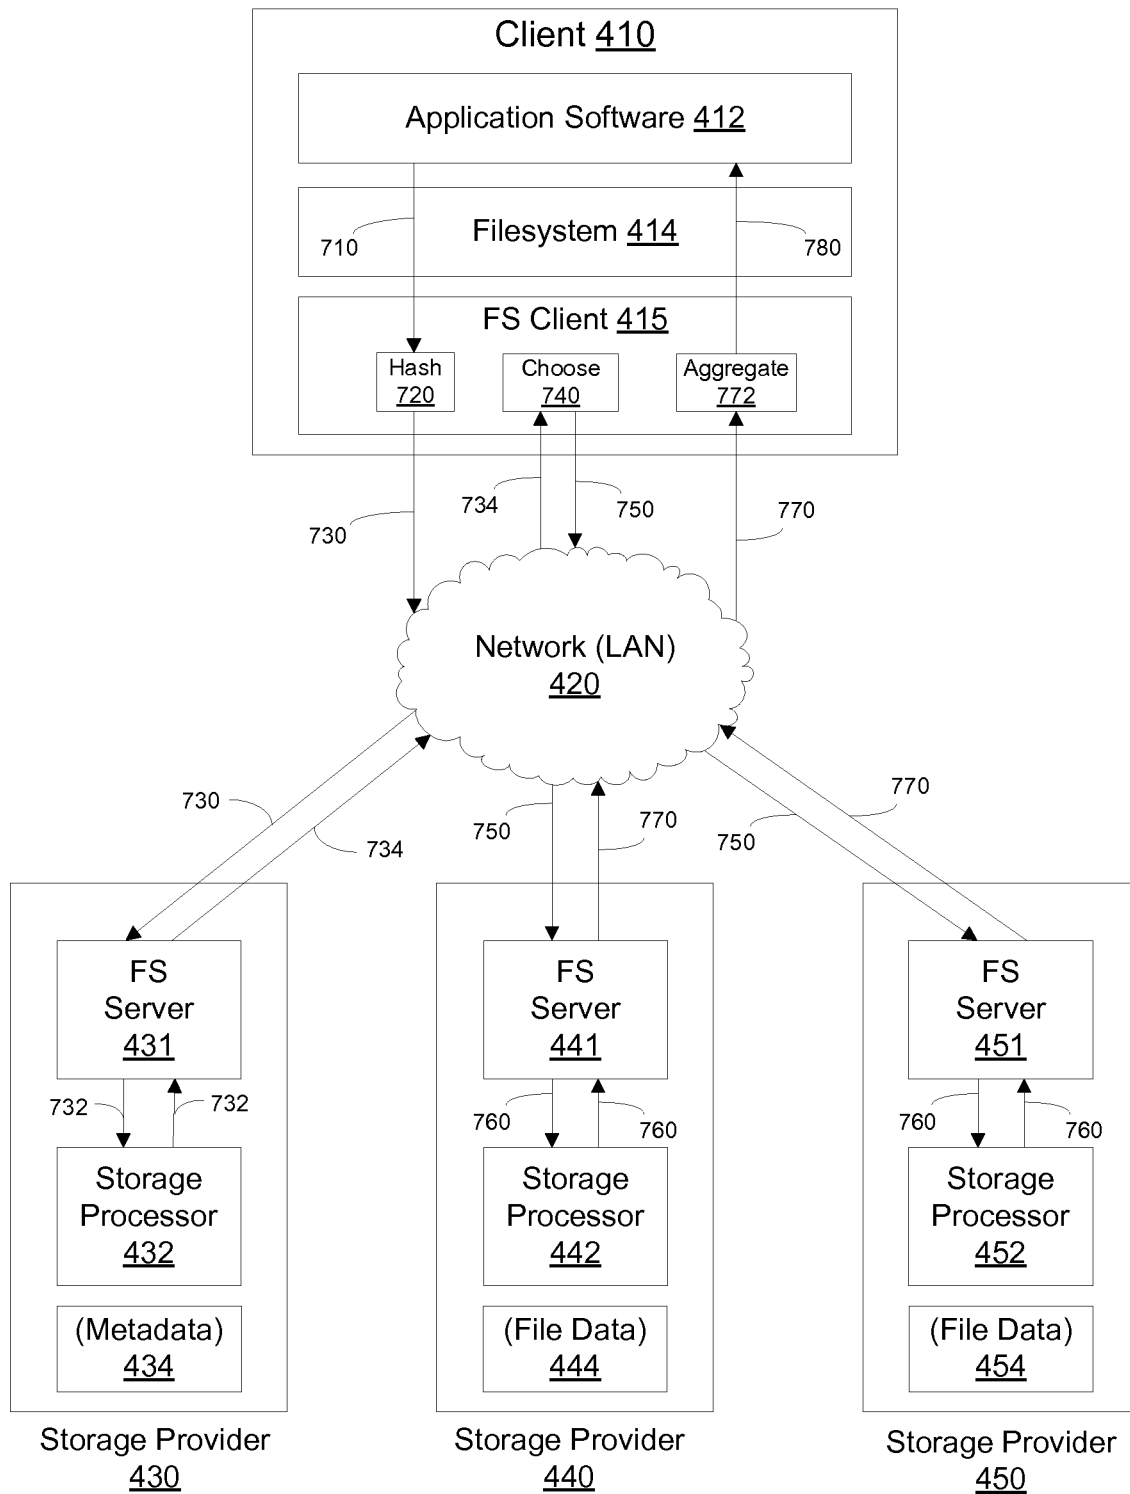 Client 410
Application Software 412
Filesystem 414
710
780
FS Client 415
Hash
720
Choose
740
Aggregate
772
734
750
770
730
Network (LAN)
420
730
734
750
770
750
770
FS
Server
431
FS
Server
441
FS
Server
451
732
732
760
760
760
760
Storage
Processor
432
Storage
Processor
442
Storage
Processor
452
(Metadata)
434
(File Data)
444
(File Data)
454
Storage Provider
430
Storage Provider
440
Storage Provider
450